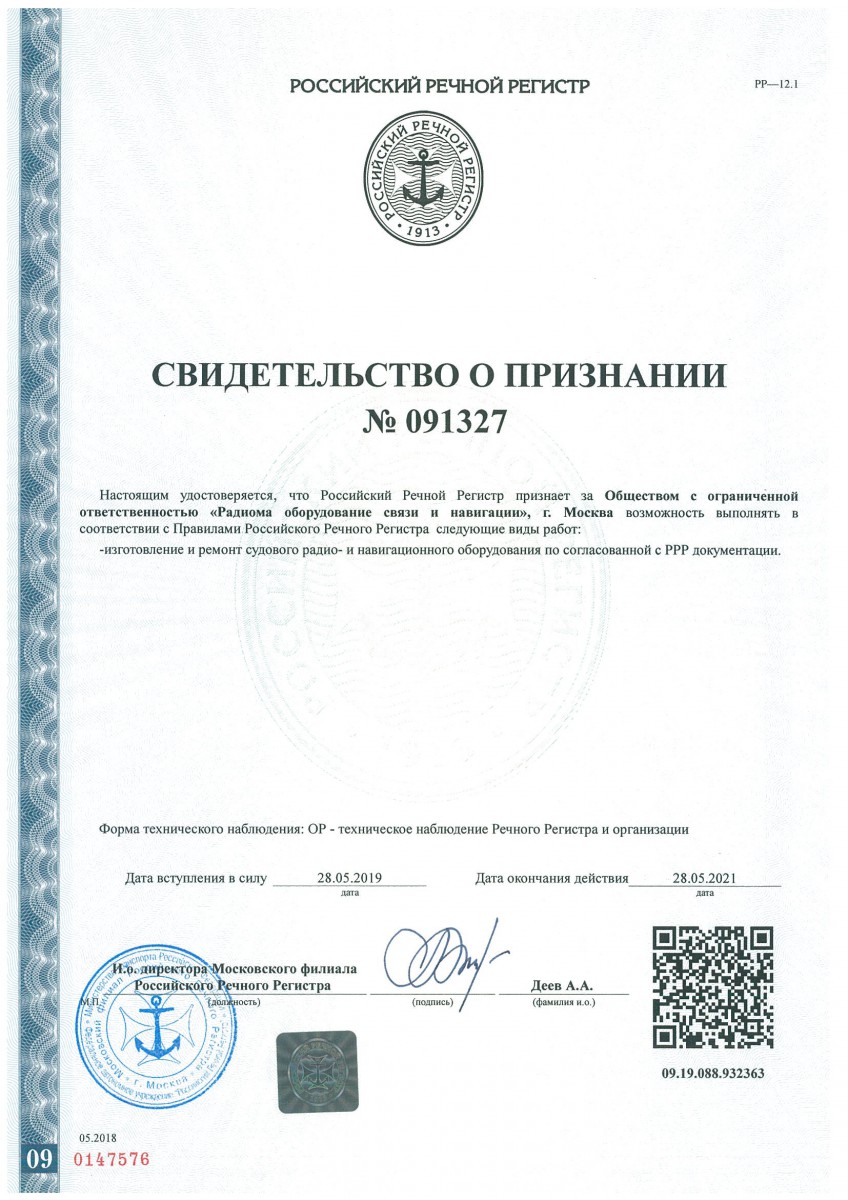 РОССИЙСКИЙ РЕЧНОЙ РЕГИСТР
РР—12.1
РОССИЙСКИЙ РЕЧНОЙ РЕГИСТР
• 1913 •
СВИДЕТЕЛЬСТВО О ПРИЗНАНИИ
№ 091327
Настоящим удостоверяется, что Российский Речной Регистр признает за Обществом с ограниченной
ответственностью «Радиома оборудование связи и навигации», г. Москва возможность выполнять в
соответствии с Правилами Российского Речного Регистра следующие виды работ:
-изготовление и ремонт судового радио- и навигационного оборудования по согласованной с РРР документации.
Форма технического наблюдения: ОР - техническое наблюдение Речного Регистра и организации
Дата вступления в силу 28.05.2019 Дата окончания действия 28.05.2021
дата дата
И.о. директора Московского филиала
Российского Речного Регистра Деев А.А.
М.П. (должность) (подпись) (фамилия и.о.)
Московский филиал
г. Москва
09.19.088.932363
05.2018
09 0147576